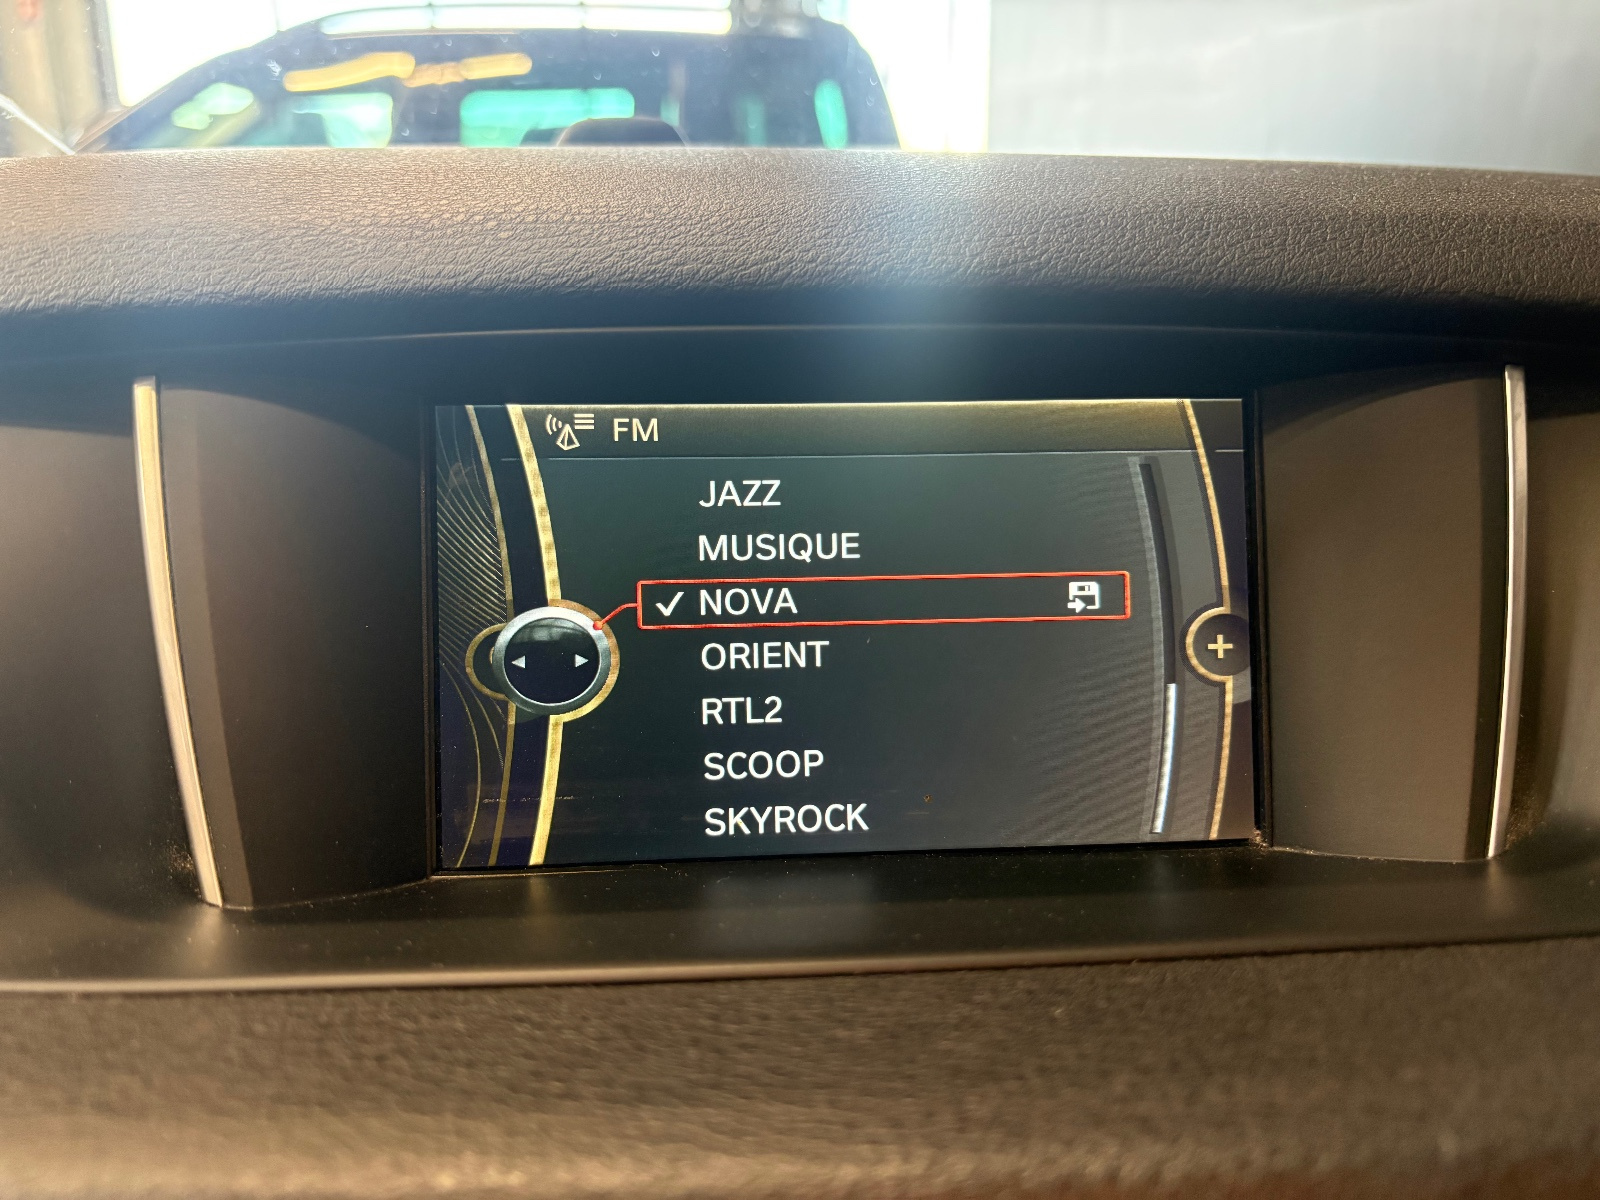 FM
JAZZ
MUSIQUE
NOVA
ORIENT
RTL2
SCOOP
SKYROCK